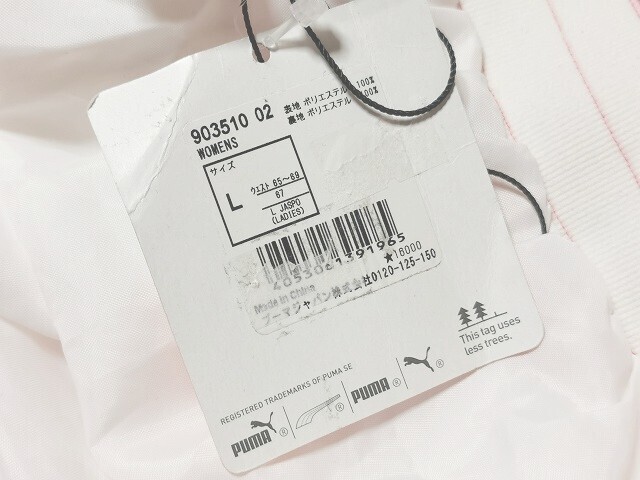 903510 02
WOMENS
表地 ポリエステル 100%
裏地 ポリエステル 100%
サイズ
L
ウエスト 65～69
67
L JASPO
(LADIES)
4053061391965
★18000
Made in China
プーマジャパン株式会社0120-125-150
This tag uses
less trees.
REGISTERED TRADEMARKS OF PUMA SE
PUMA® ® PUMA® ®